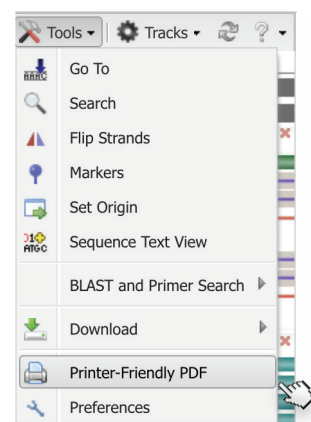 Tools Tracks ?
Go To
Search
Flip Strands
Markers
Set Origin
Sequence Text View
BLAST and Primer Search
Download
Printer-Friendly PDF
Preferences